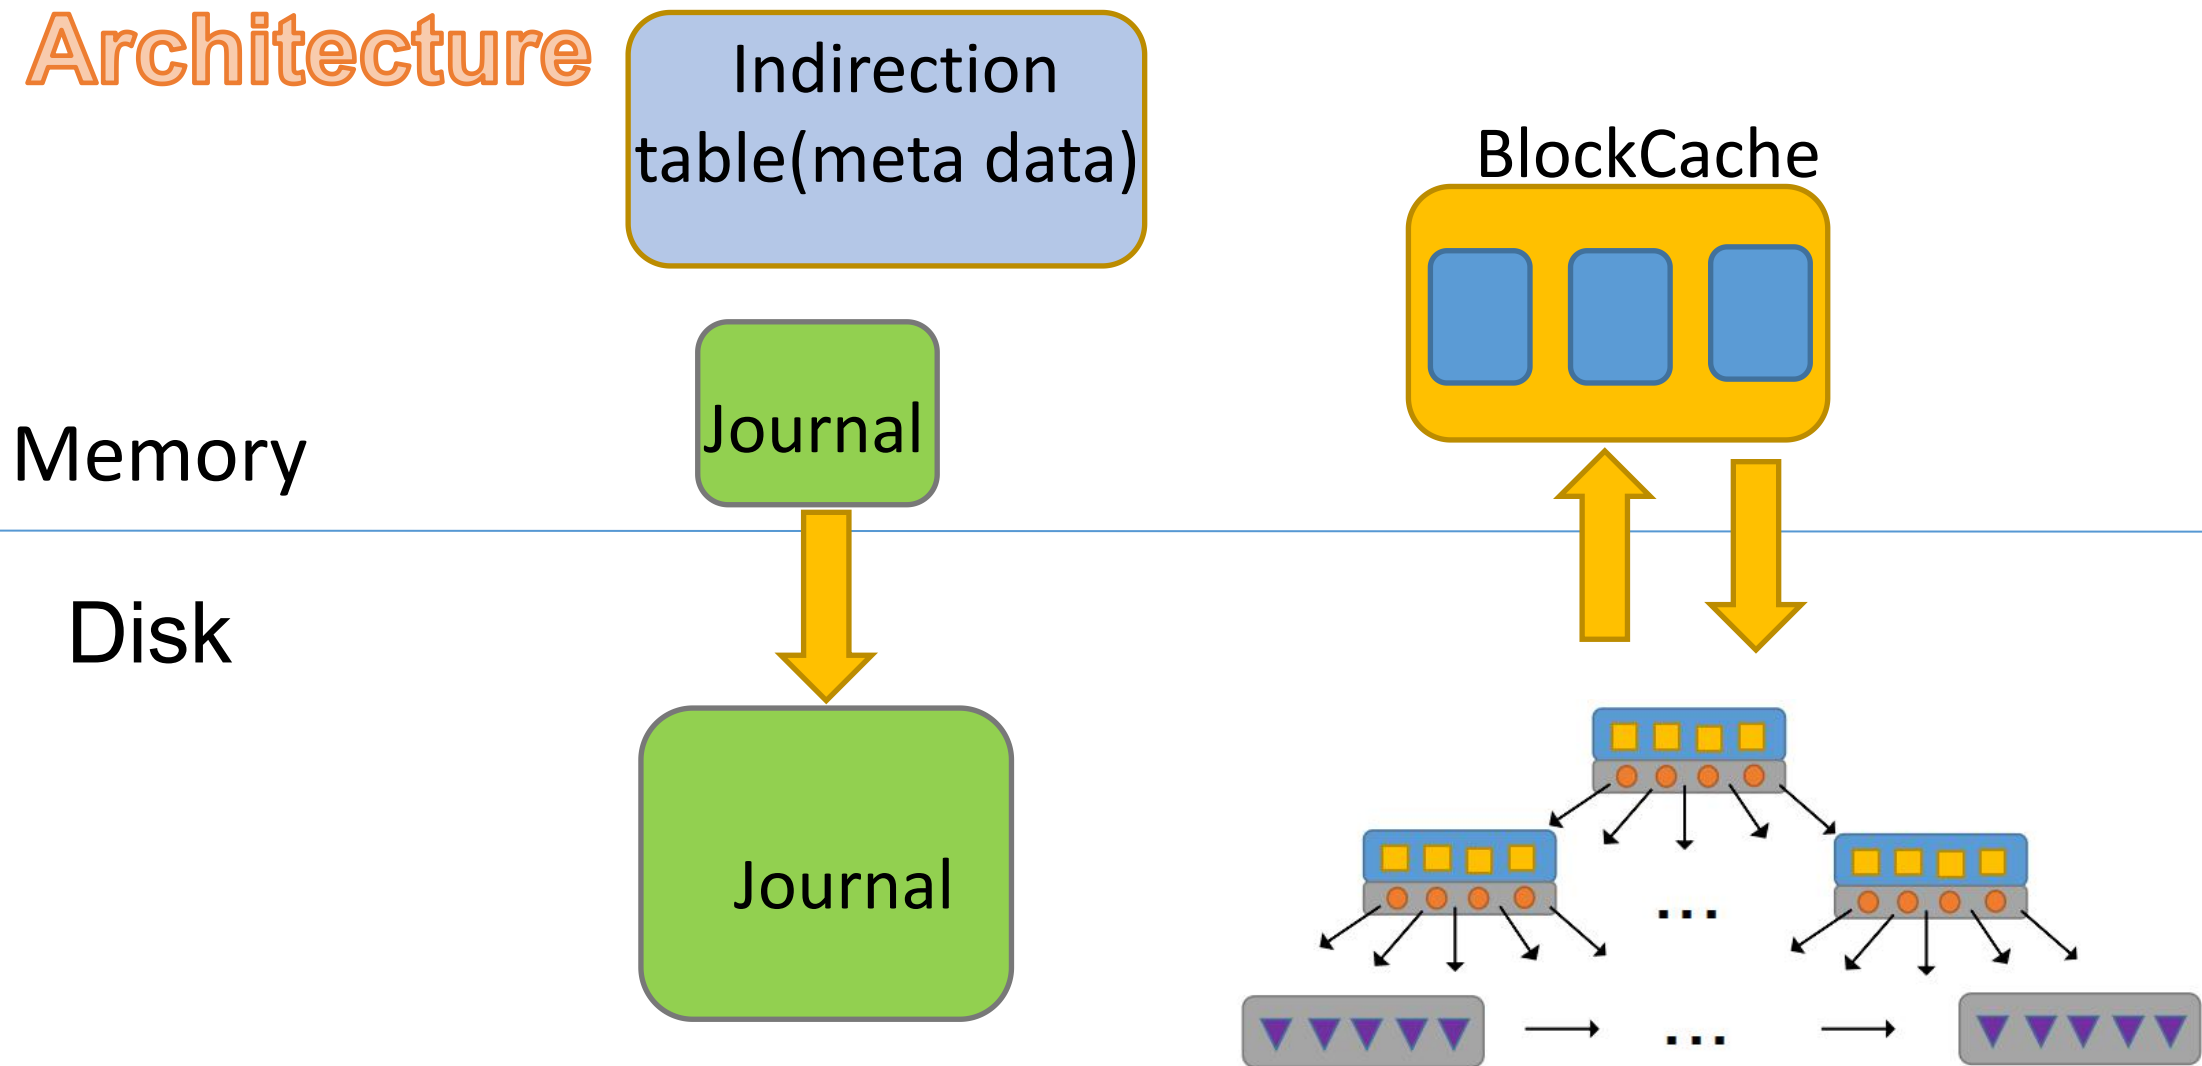 Architecture
Indirection
table(meta data)
BlockCache
Journal
Memory
Disk
Journal
...
...